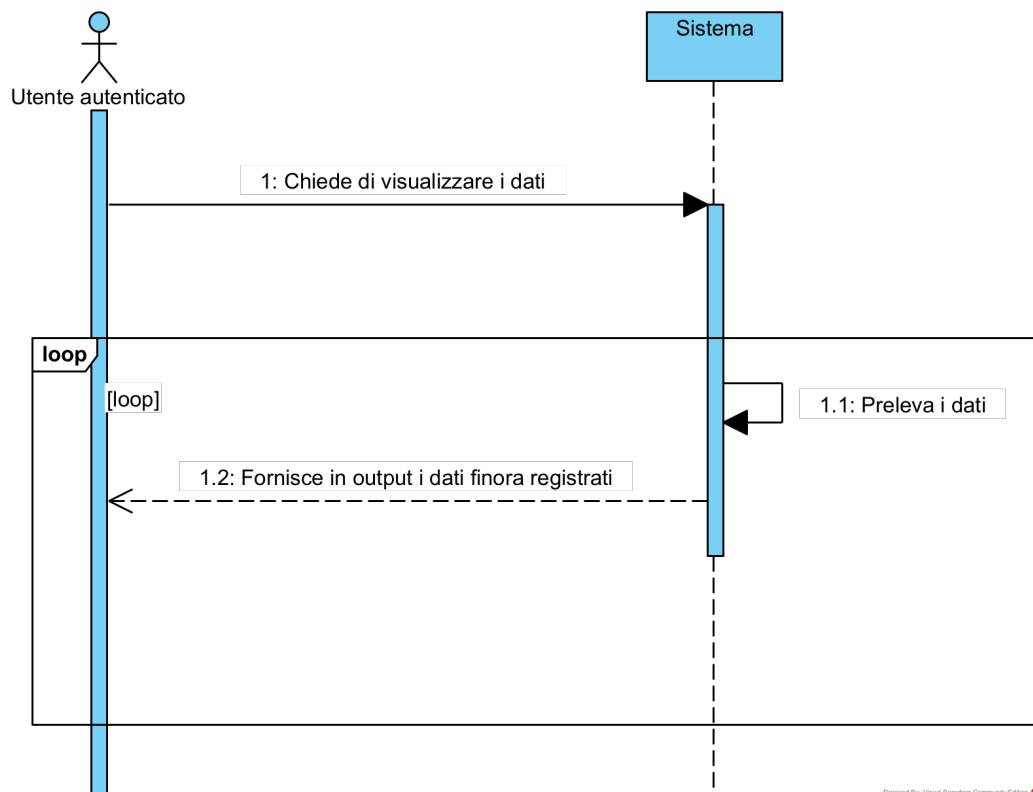 Sistema
Utente autenticato
1: Chiede di visualizzare i dati
loop
[loop]
1.1: Preleva i dati
1.2: Fornisce in output i dati finora registrati